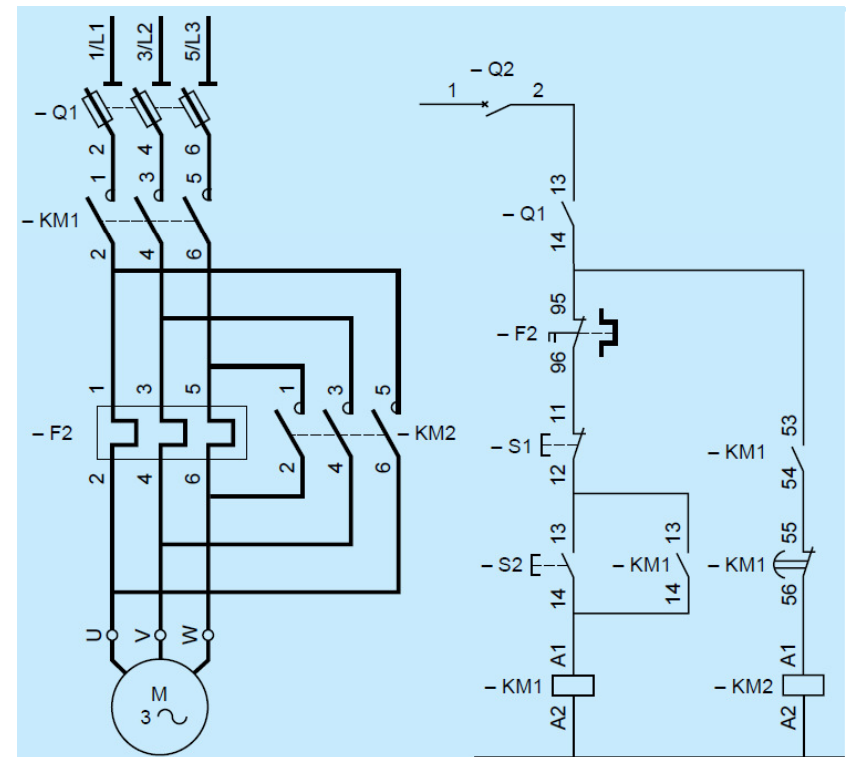 1/L1 3/L2 5/L3
– Q1
2 4 6
1 3 5
– KM1
2 4 6
1 3 5
– F2
2 4 6
1 3 5
– KM2
2 4 6
U V W
M
3
– Q2
1 2
13
– Q1
14
95
– F2
96
11
– S1
12
53
– KM1
54
13
– S2
14
13
– KM1
14
55
– KM1
56
A1
– KM1
A2
A1
– KM2
A2